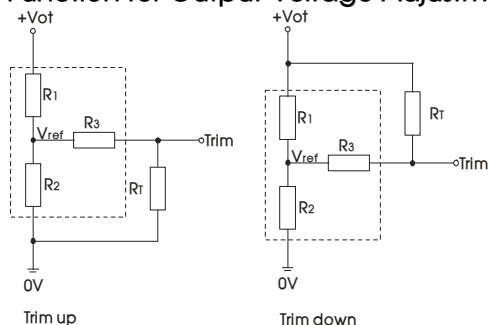 Function for Output Voltage Adjustm
+Vot
R1
Vref
R3
Trim
R2
RT
0V
Trim up
+Vot
R1
RT
Vref
R3
Trim
R2
0V
Trim down